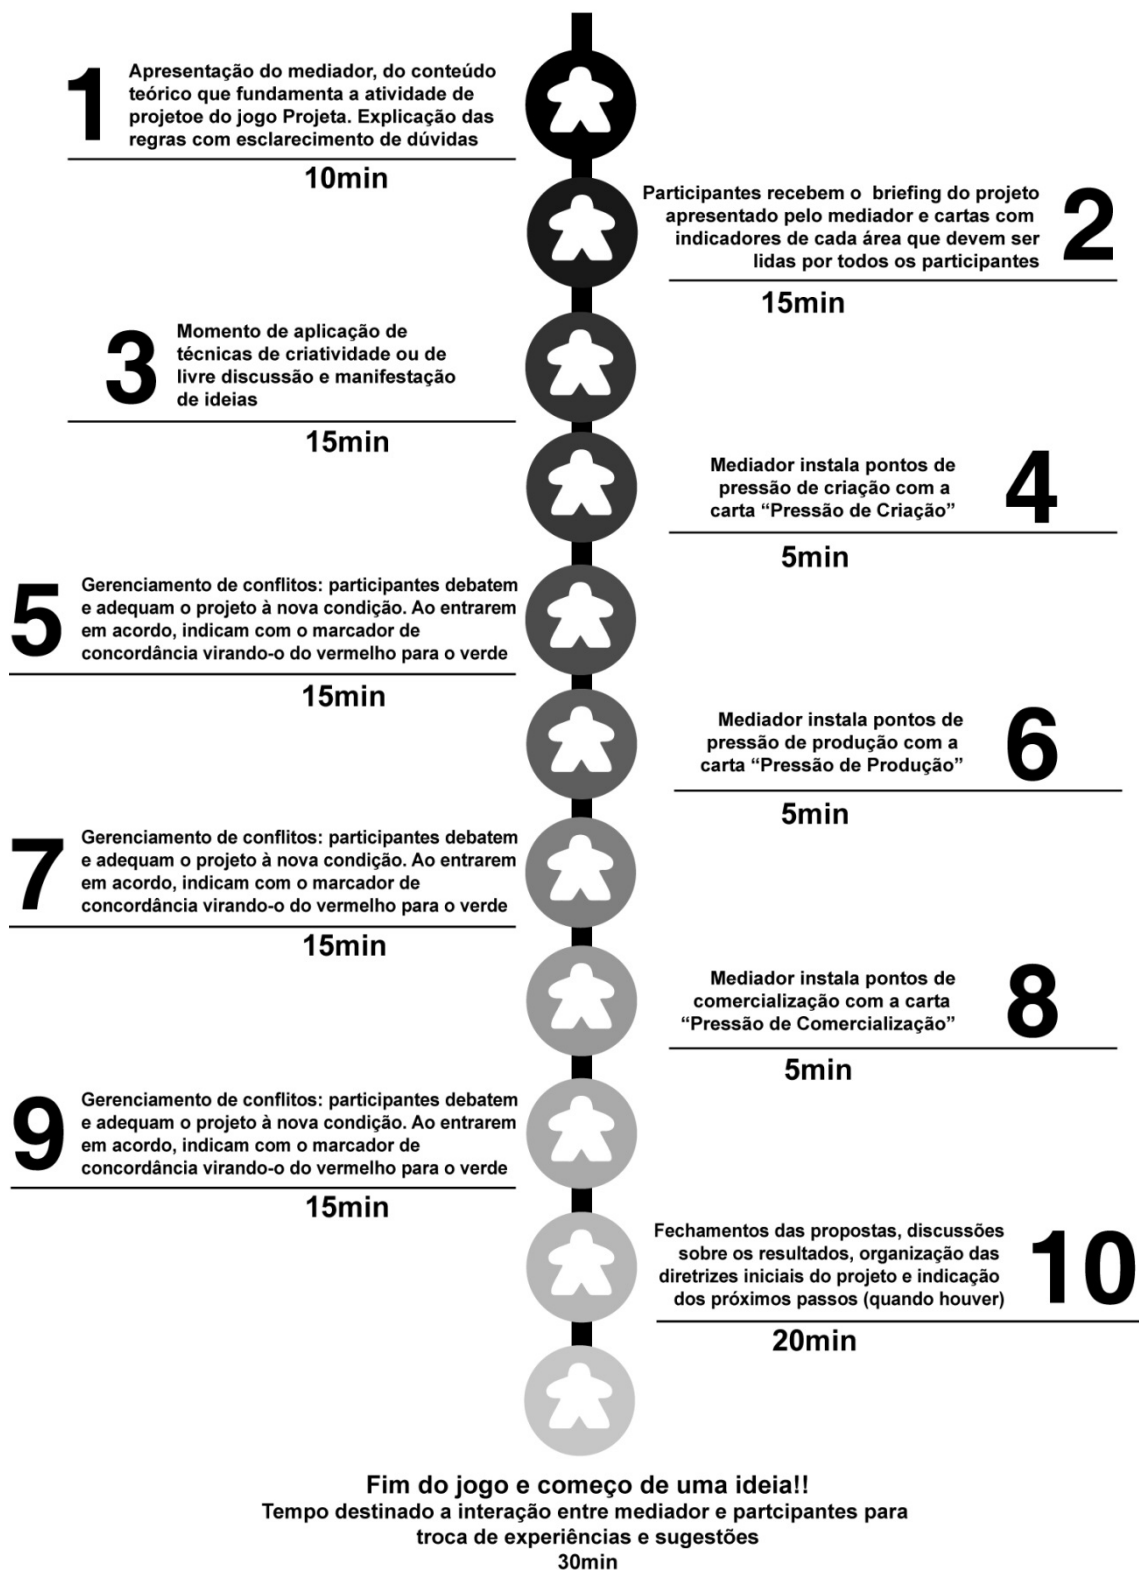 1
Apresentação do mediador, do conteúdo
teórico que fundamenta a atividade de
projetoe do jogo Projeta. Explicação das
regras com esclarecimento de dúvidas
10min
2
Participantes recebem o briefing do projeto
apresentado pelo mediador e cartas com
indicadores de cada área que devem ser
lidas por todos os participantes
15min
3
Momento de aplicação de
técnicas de criatividade ou de
livre discussão e manifestação
de ideias
15min
4
Mediador instala pontos de
pressão de criação com a
carta “Pressão de Criação”
5min
5
Gerenciamento de conflitos: participantes debatem
e adequam o projeto à nova condição. Ao entrarem
em acordo, indicam com o marcador de
concordância virando-o do vermelho para o verde
15min
6
Mediador instala pontos de
pressão de produção com a
carta “Pressão de Produção”
5min
7
Gerenciamento de conflitos: participantes debatem
e adequam o projeto à nova condição. Ao entrarem
em acordo, indicam com o marcador de
concordância virando-o do vermelho para o verde
15min
8
Mediador instala pontos de
comercialização com a carta
“Pressão de Comercialização”
5min
9
Gerenciamento de conflitos: participantes debatem
e adequam o projeto à nova condição. Ao entrarem
em acordo, indicam com o marcador de
concordância virando-o do vermelho para o verde
15min
10
Fechamentos das propostas, discussões
sobre os resultados, organização das
diretrizes iniciais do projeto e indicação
dos próximos passos (quando houver)
20min
Fim do jogo e começo de uma ideia!!
Tempo destinado a interação entre mediador e partcipantes para
troca de experiências e sugestões
30min